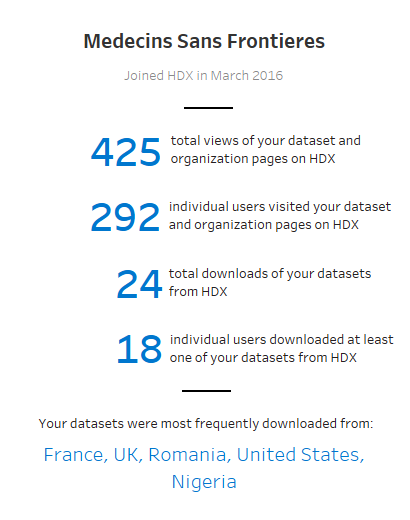 Medecins Sans Frontieres
Joined HDX in March 2016
425 total views of your dataset and
organization pages on HDX
292 individual users visited your dataset
and organization pages on HDX
24 total downloads of your datasets
from HDX
18 individual users downloaded at least
one of your datasets from HDX
Your datasets were most frequently downloaded from:
France, UK, Romania, United States,
Nigeria